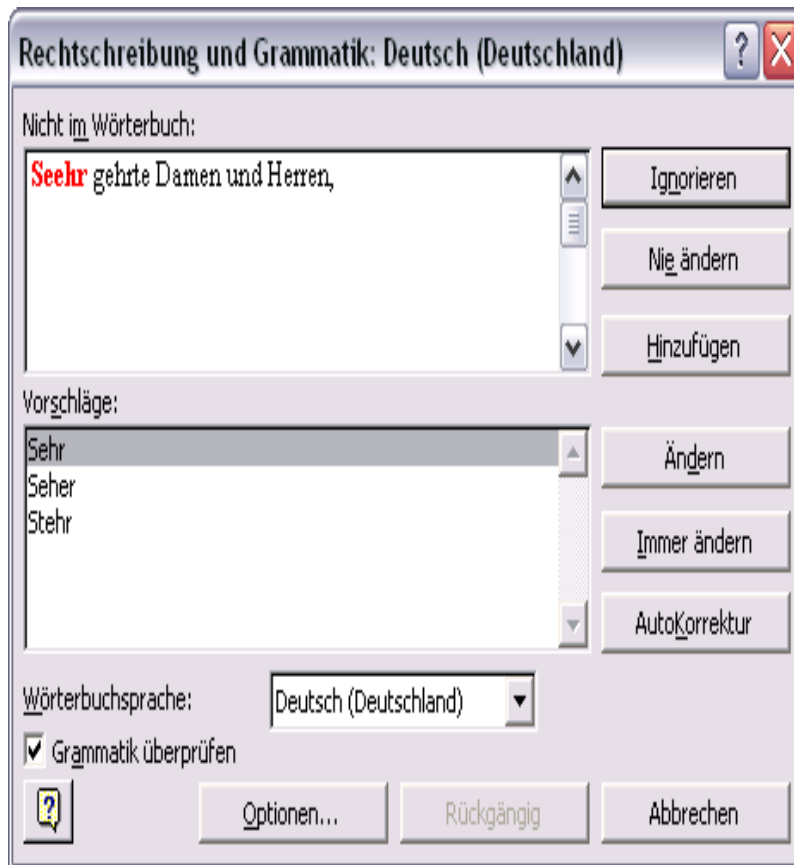 Rechtschreibung und Grammatik: Deutsch (Deutschland)
Nicht im Wörterbuch:
Seehr gehrte Damen und Herren,
Ignorieren
Nie ändern
Hinzufügen
Vorschläge:
Sehr
Seher
Stehr
Ändern
Immer ändern
AutoKorrektur
Wörterbuchsprache:
Deutsch (Deutschland)
Grammatik überprüfen
Optionen...
Rückgängig
Abbrechen